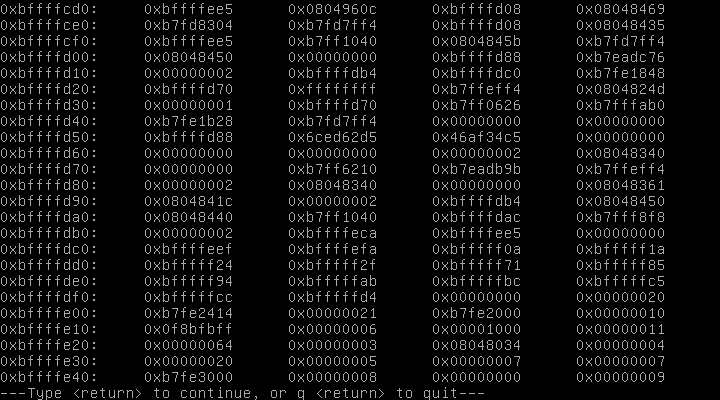 0xbffffcd0: 0xbffffee5 0x0804960c 0xbffffd08 0x08048469
0xbffffce0: 0xb7fd8304 0xb7fd7ff4 0xbffffd08 0x08048435
0xbffffcf0: 0xbffffee5 0xb7ff1040 0x0804845b 0xb7fd7ff4
0xbffffd00: 0x08048450 0x00000000 0xbffffd88 0xb7eadc76
0xbffffd10: 0x00000002 0xbffffdb4 0xbffffdc0 0xb7fe1848
0xbffffd20: 0xbffffd70 0xffffffff 0xb7ffeff4 0x0804824d
0xbffffd30: 0x00000001 0xbffffd70 0xb7ff0626 0xb7fffab0
0xbffffd40: 0xb7fe1b28 0xb7fd7ff4 0x00000000 0x00000000
0xbffffd50: 0xbffffd88 0x6ced62d5 0x46af34c5 0x00000000
0xbffffd60: 0x00000000 0x00000000 0x00000002 0x08048340
0xbffffd70: 0x00000000 0xb7ff6210 0xb7eadb9b 0xb7ffeff4
0xbffffd80: 0x00000002 0x08048340 0x00000000 0x08048361
0xbffffd90: 0x0804841c 0x00000002 0xbffffdb4 0x08048450
0xbffffda0: 0x08048440 0xb7ff1040 0xbffffdac 0xb7fff8f8
0xbffffdb0: 0x00000002 0xbffffeca 0xbffffee5 0x00000000
0xbffffdc0: 0xbffffeef 0xbffffefa 0xbfffff0a 0xbfffff1a
0xbffffdd0: 0xbfffff24 0xbfffff2f 0xbfffff71 0xbfffff85
0xbffffde0: 0xbfffff94 0xbfffffab 0xbfffffbc 0xbfffffc5
0xbffffdf0: 0xbfffffcc 0xbfffffd4 0x00000000 0x00000020
0xbffffe00: 0xb7fe2414 0x00000021 0xb7fe2000 0x00000010
0xbffffe10: 0x0f8bfbff 0x00000006 0x00001000 0x00000011
0xbffffe20: 0x00000064 0x00000003 0x08048034 0x00000004
0xbffffe30: 0x00000020 0x00000005 0x00000007 0x00000007
0xbffffe40: 0xb7fe3000 0x00000008 0x00000000 0x00000009
---Type <return> to continue, or q <return> to quit---